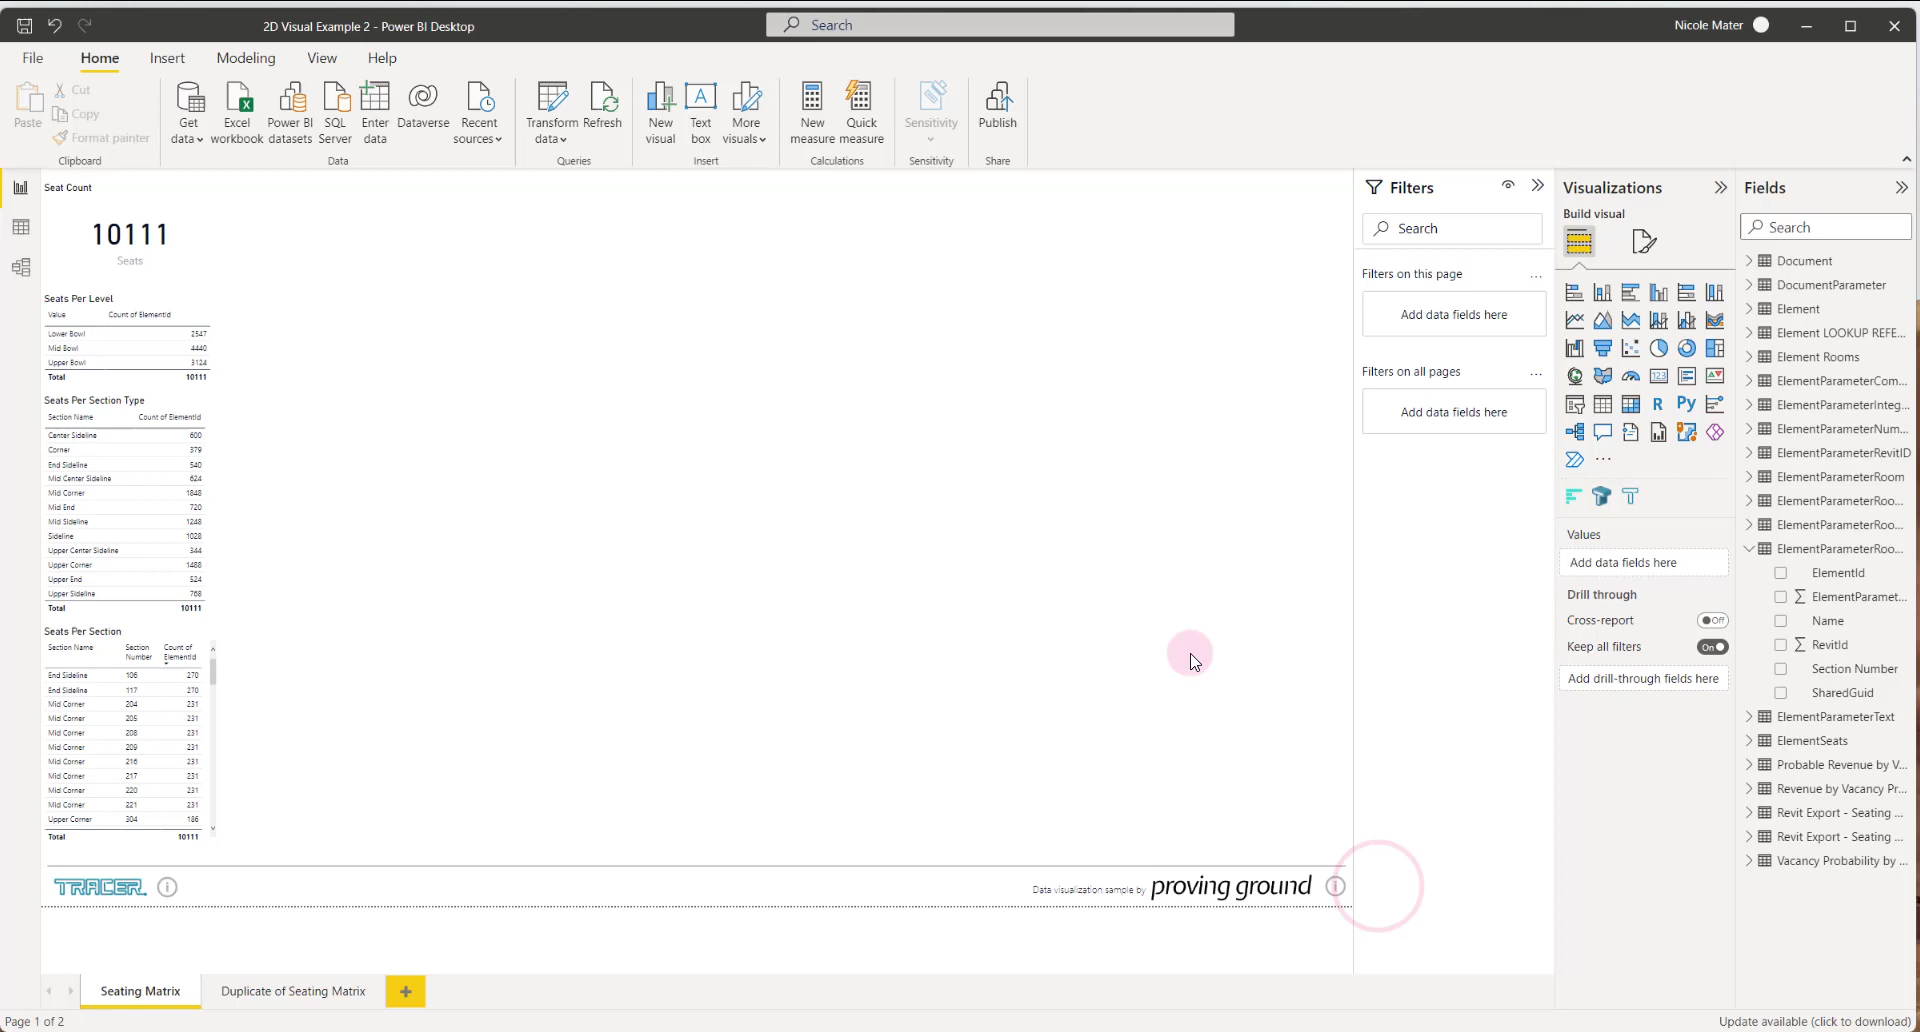 2D Visual Example 2 - Power BI Desktop
Search
Nicole Mater
File
Home
Insert
Modeling
View
Help
Paste
Cut
Copy
Format painter
Clipboard
Get data
Excel workbook
Power BI datasets
SQL Server
Enter data
Dataverse
Recent sources
Data
Transform data
Refresh
Queries
New visual
Text box
More visuals
Insert
New measure
Quick measure
Calculations
Sensitivity
Sensitivity
Publish
Share
Seat Count
10111
Seats
Seats Per Level
Value Count of ElementId
Lower Bowl 2547
Mid Bowl 4440
Upper Bowl 3124
Total 10111
Seats Per Section Type
Section Name Count of ElementId
Center Sideline 600
Corner 379
End Sideline 540
Mid Center Sideline 624
Mid Corner 1848
Mid End 720
Mid Sideline 1248
Sideline 1028
Upper Center Sideline 344
Upper Corner 1488
Upper End 524
Upper Sideline 768
Total 10111
Seats Per Section
Section Name Section Number Count of ElementId
End Sideline 106 270
End Sideline 117 270
Mid Corner 204 231
Mid Corner 205 231
Mid Corner 208 231
Mid Corner 209 231
Mid Corner 216 231
Mid Corner 217 231
Mid Corner 220 231
Mid Corner 221 231
Upper Corner 304 186
Total 10111
TRACER
Data visualization sample by proving ground
Filters
Search
Filters on this page ...
Add data fields here
Filters on all pages ...
Add data fields here
Visualizations
Build visual
123
R
Py
...
Values
Add data fields here
Drill through
Cross-report Off
Keep all filters On
Add drill-through fields here
Fields
Search
Document
DocumentParameter
Element
Element LOOKUP REFE...
Element Rooms
ElementParameterCom...
ElementParameterInteg...
ElementParameterNum...
ElementParameterRevitID
ElementParameterRoom
ElementParameterRoo...
ElementParameterRoo...
ElementParameterRoo...
ElementId
ElementParamet...
Name
RevitId
Section Number
SharedGuid
ElementParameterText
ElementSeats
Probable Revenue by V...
Revenue by Vacancy Pr...
Revit Export - Seating ...
Revit Export - Seating ...
Vacancy Probability by ...
Seating Matrix
Duplicate of Seating Matrix
+
Page 1 of 2
Update available (click to download)